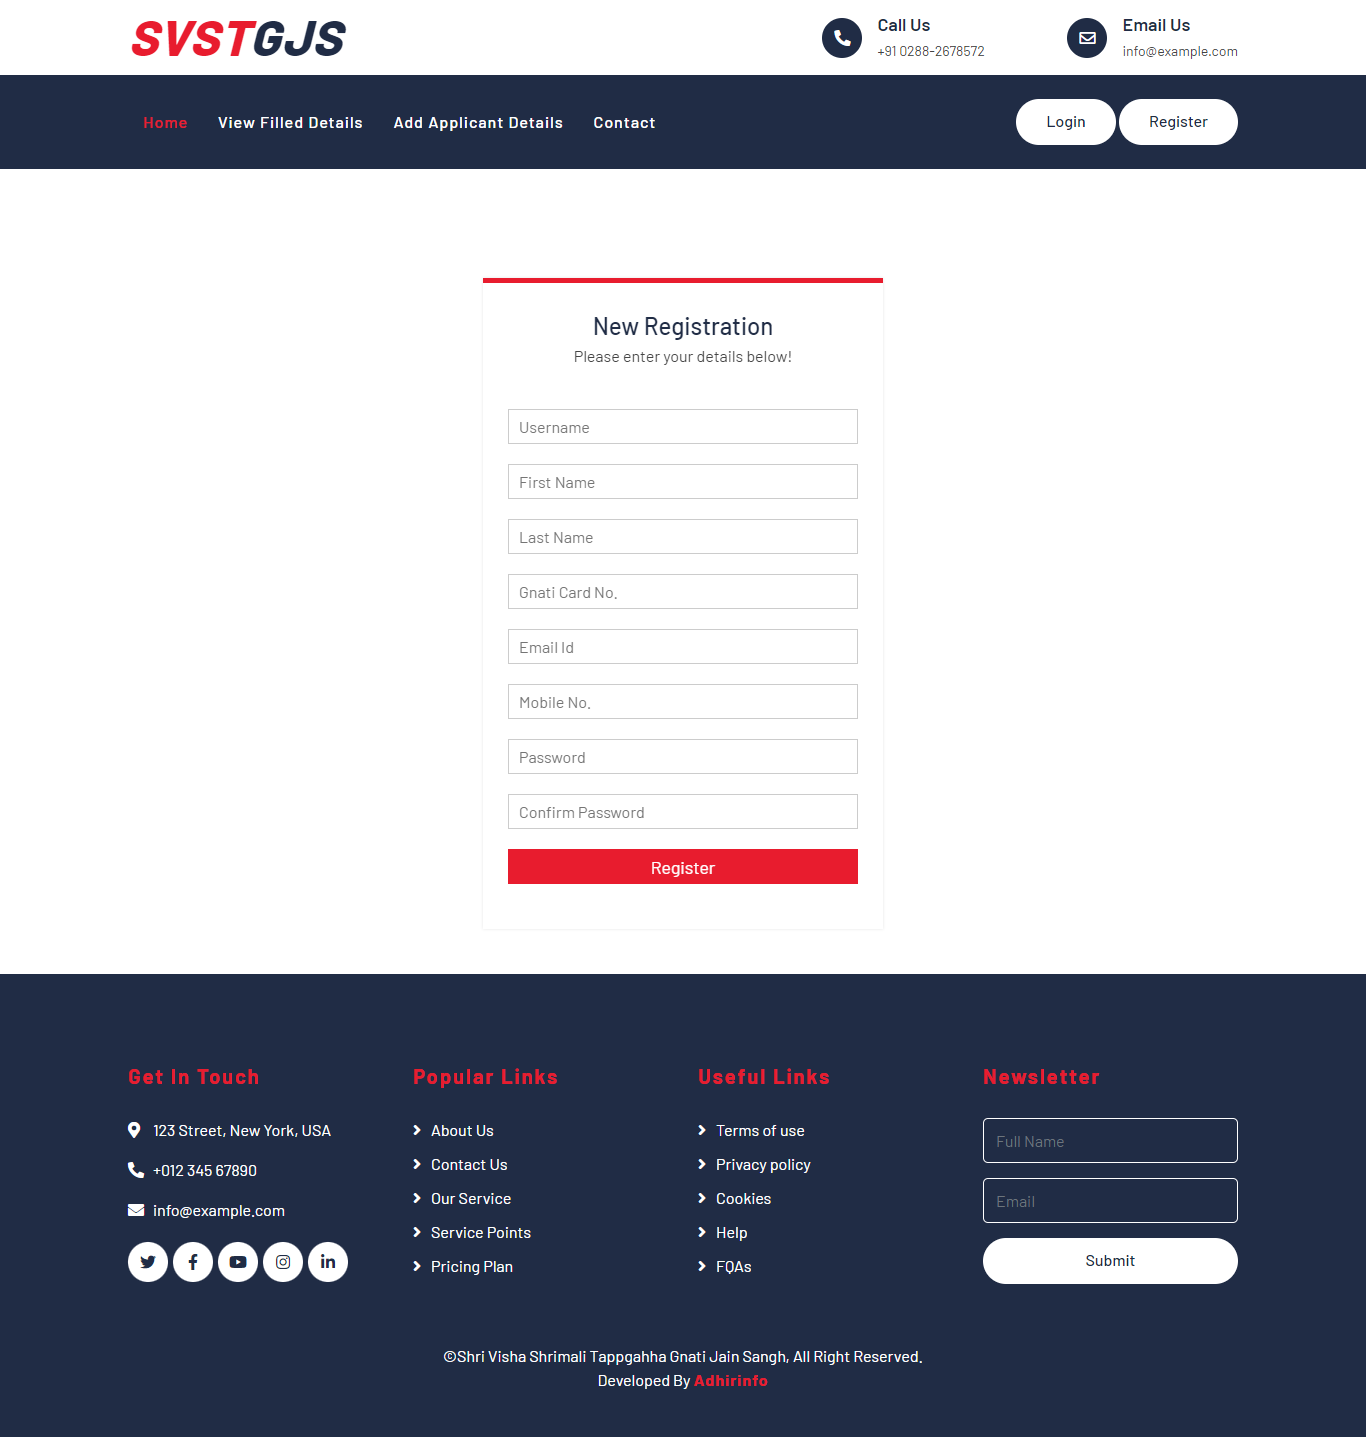 SVSTGJS
Call Us
+91 0288-2678572
Email Us
info@example.com
Home
View Filled Details
Add Applicant Details
Contact
Login
Register
New Registration
Please enter your details below!
Username
First Name
Last Name
Gnati Card No.
Email Id
Mobile No.
Password
Confirm Password
Register
Get In Touch
123 Street, New York, USA
+012 345 67890
info@example.com
Popular Links
About Us
Contact Us
Our Service
Service Points
Pricing Plan
Useful Links
Terms of use
Privacy policy
Cookies
Help
FQAs
Newsletter
Full Name
Email
Submit
©Shri Visha Shrimali Tappgahha Gnati Jain Sangh, All Right Reserved.
Developed By Adhirinfo